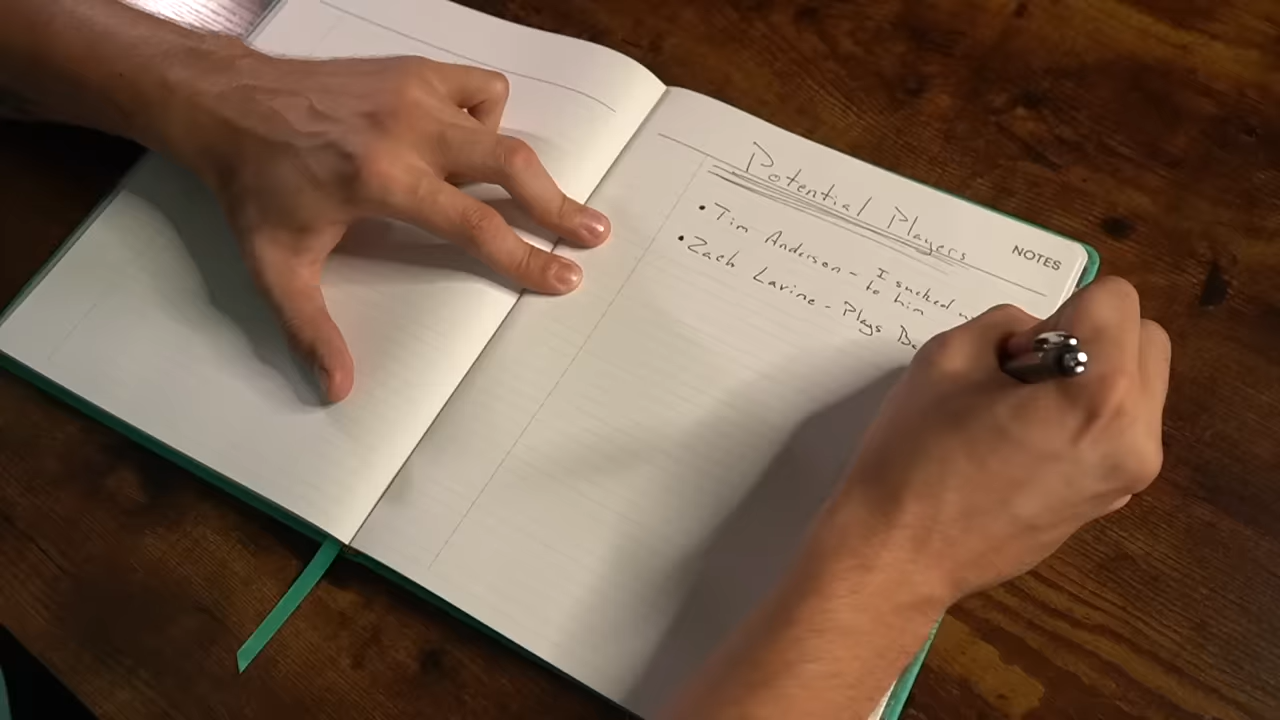 Potential Players
NOTES
• Tim Anderson - I sucked
to him
• Zach Lavine - Plays